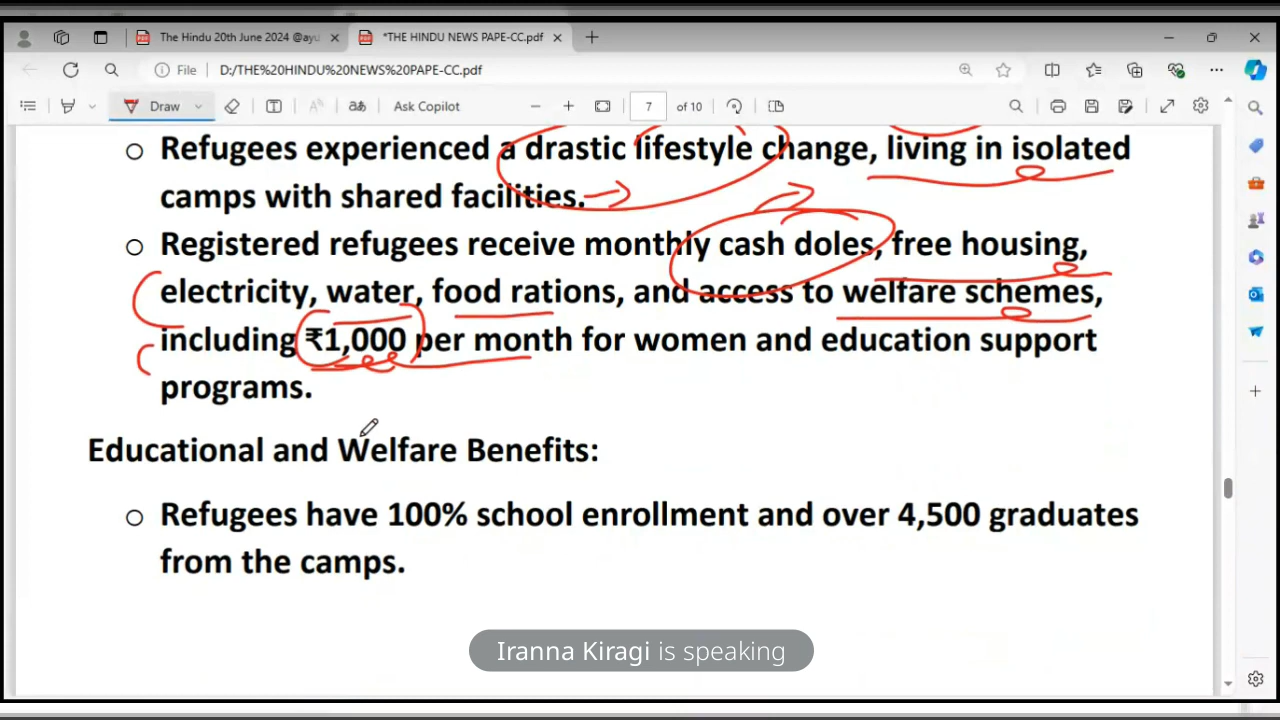 The Hindu 20th June 2024 @ayu
*THE HINDU NEWS PAPE-CC.pdf
File D:/THE%20HINDU%20NEWS%20PAPE-CC.pdf
Draw
Ask Copilot
7 of 10
Refugees experienced a drastic lifestyle change, living in isolated
camps with shared facilities.
Registered refugees receive monthly cash doles, free housing,
electricity, water, food rations, and access to welfare schemes,
including ₹1,000 per month for women and education support
programs.
Educational and Welfare Benefits:
Refugees have 100% school enrollment and over 4,500 graduates
from the camps.
Iranna Kiragi is speaking